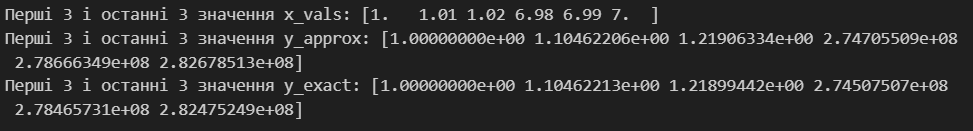 Перші 3 і останні 3 значення x_vals: [1.   1.01 1.02 6.98 6.99 7.  ]
Перші 3 і останні 3 значення y_approx: [1.00000000e+00 1.10462206e+00 1.21906334e+00 2.74705509e+08
 2.78666349e+08 2.82678513e+08]
Перші 3 і останні 3 значення y_exact: [1.00000000e+00 1.10462213e+00 1.21899442e+00 2.74507507e+08
 2.78465731e+08 2.82475249e+08]